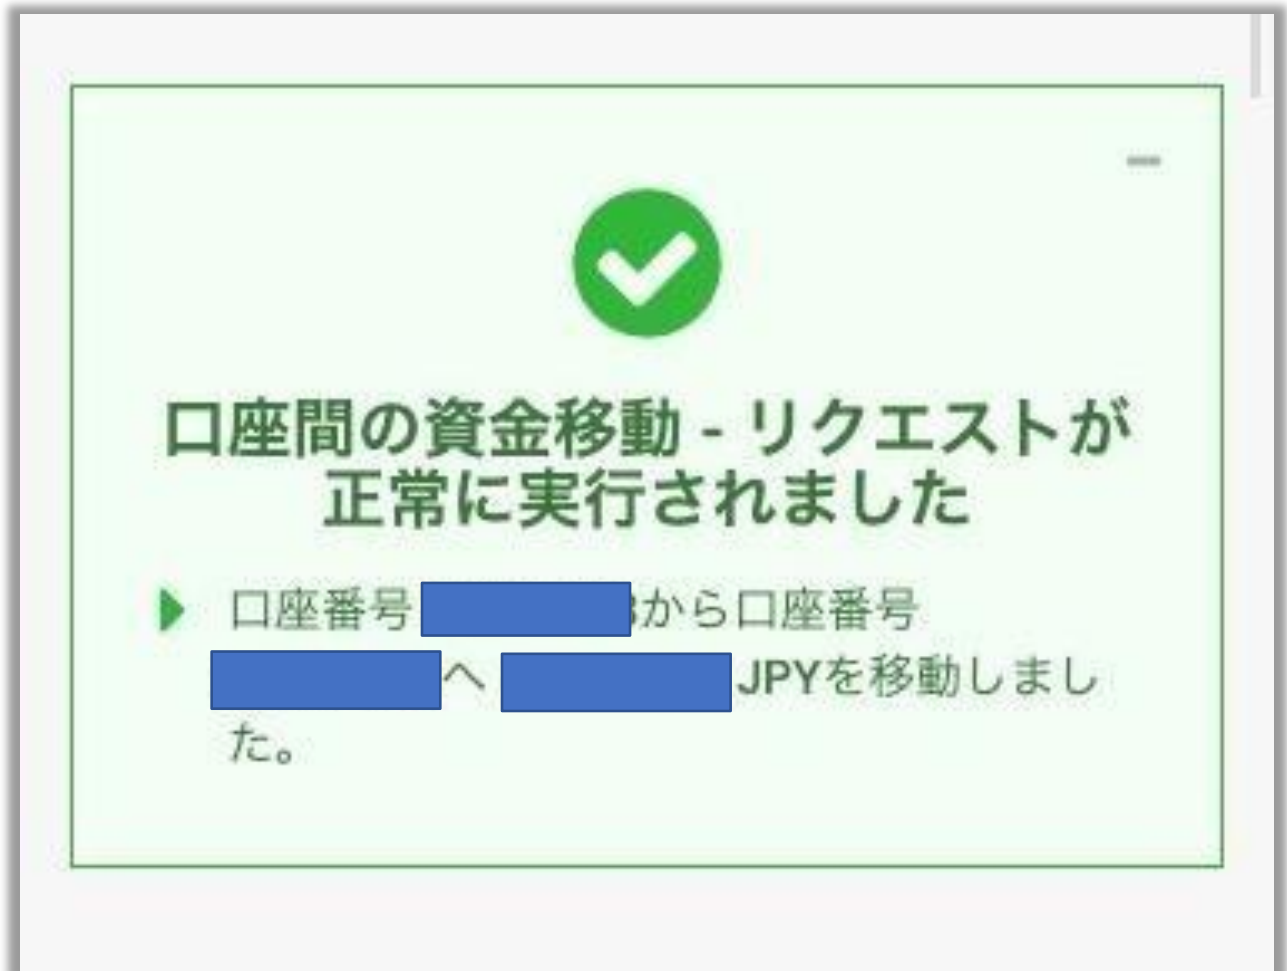 口座間の資金移動 - リクエストが
正常に実行されました
口座番号 から口座番号
へ JPYを移動しまし
た。